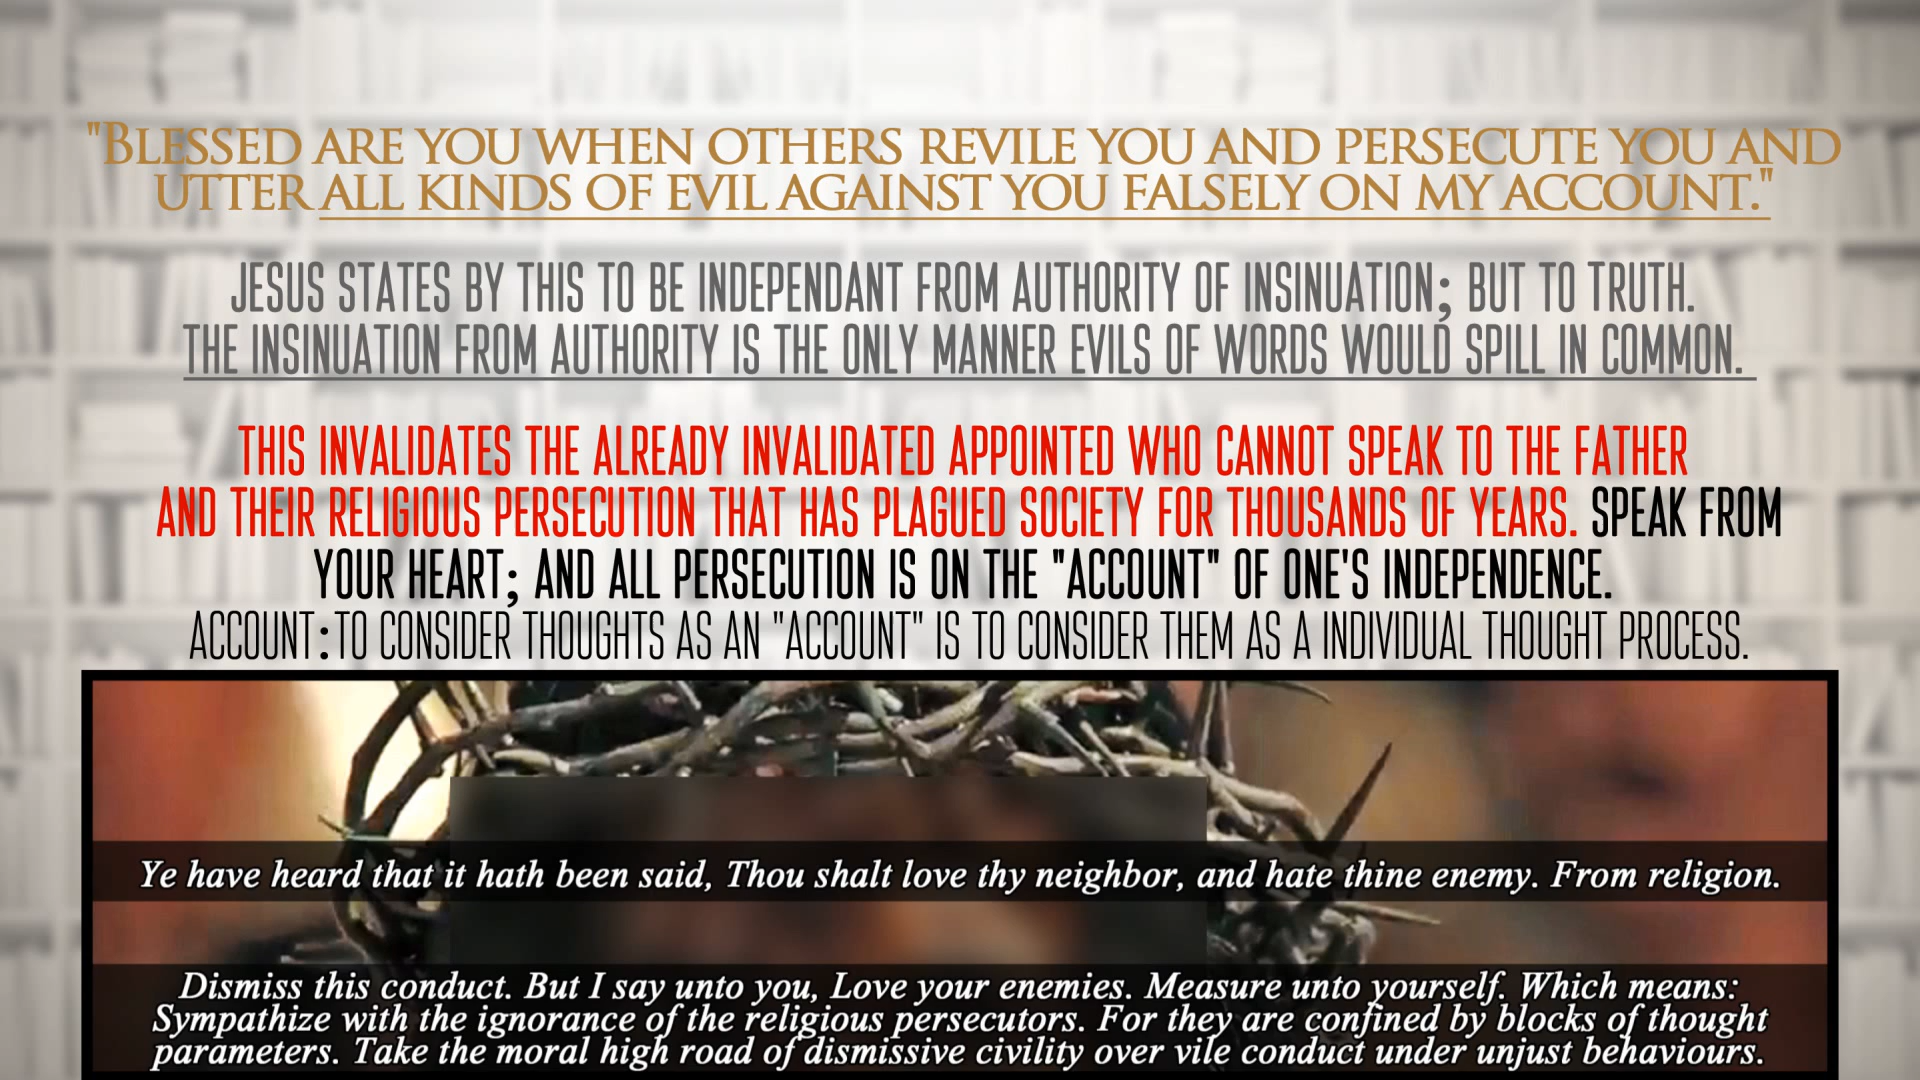 "BLESSED ARE YOU WHEN OTHERS REVILE YOU AND PERSECUTE YOU AND
UTTER ALL KINDS OF EVIL AGAINST YOU FALSELY ON MY ACCOUNT."
JESUS STATES BY THIS TO BE INDEPENDANT FROM AUTHORITY OF INSINUATION; BUT TO TRUTH.
THE INSINUATION FROM AUTHORITY IS THE ONLY MANNER EVILS OF WORDS WOULD SPILL IN COMMON.
THIS INVALIDATES THE ALREADY INVALIDATED APPOINTED WHO CANNOT SPEAK TO THE FATHER
AND THEIR RELIGIOUS PERSECUTION THAT HAS PLAGUED SOCIETY FOR THOUSANDS OF YEARS. SPEAK FROM
YOUR HEART; AND ALL PERSECUTION IS ON THE "ACCOUNT" OF ONE'S INDEPENDENCE.
ACCOUNT:TO CONSIDER THOUGHTS AS AN "ACCOUNT" IS TO CONSIDER THEM AS A INDIVIDUAL THOUGHT PROCESS.
Ye have heard that it hath been said, Thou shalt love thy neighbor, and hate thine enemy. From religion.
Dismiss this conduct. But I say unto you, Love your enemies. Measure unto yourself. Which means:
Sympathize with the ignorance of the religious persecutors. For they are confined by blocks of thought
parameters. Take the moral high road of dismissive civility over vile conduct under unjust behaviours.